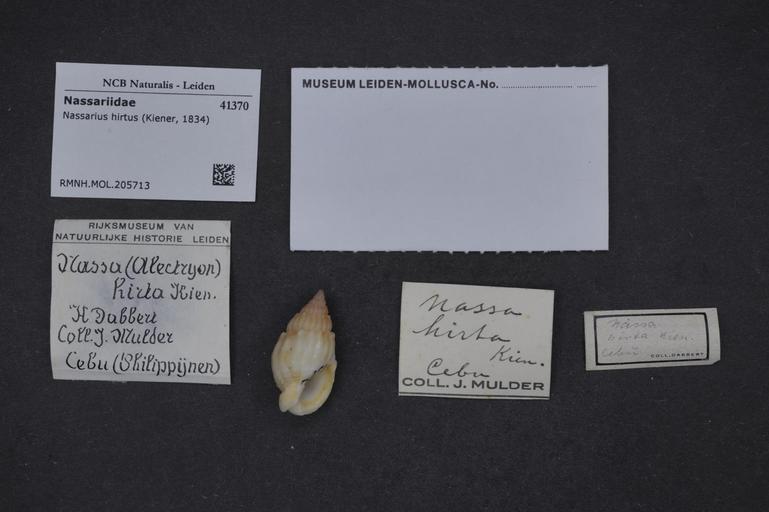 NCB Naturalis - Leiden
Nassariidae 41370
Nassarius hirtus (Kiener, 1834)
RMNH.MOL.205713
MUSEUM LEIDEN-MOLLUSCA-No.
RIJKSMUSEUM VAN
NATUURLIJKE HISTORIE LEIDEN
Nassa (Alectryon)
hirta Kien.
H Dabbert
Coll. J. Mulder
Cebu (Philippijnen)
Nassa
hirta
Kien.
Cebu
COLL. J. MULDER
Nassa
hirta Kien.
Cebu
COLL. DABBERT